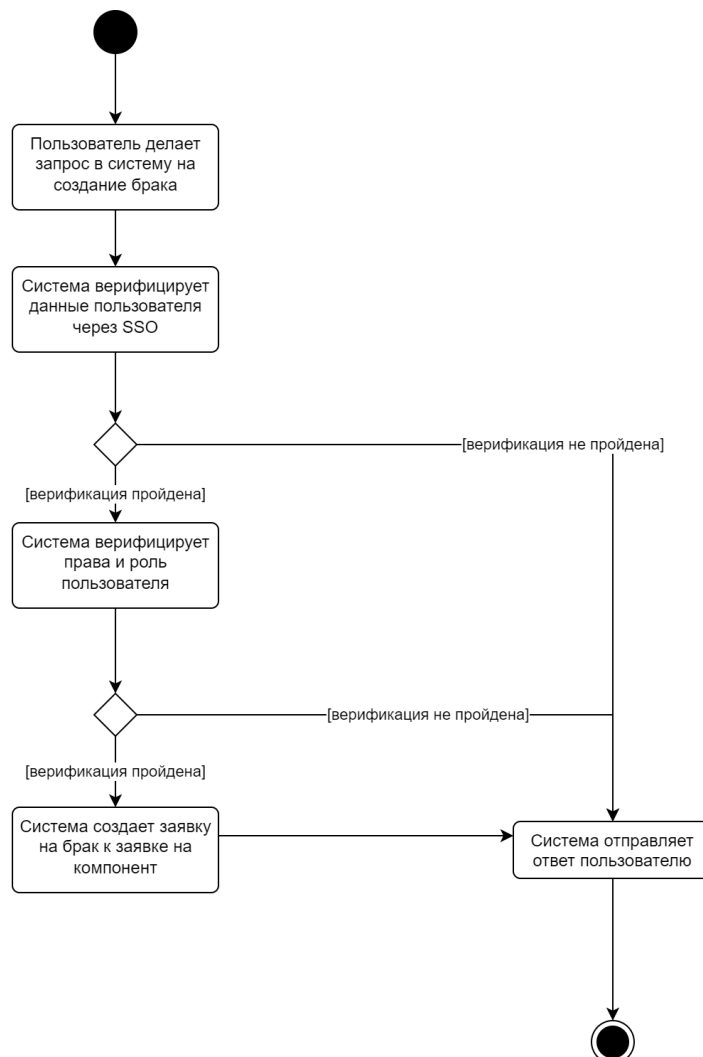 Пользователь делает
запрос в систему на
создание брака
Система верифицирует
данные пользователя
через SSO
[верификация не пройдена]
[верификация пройдена]
Система верифицирует
права и роль
пользователя
[верификация не пройдена]
[верификация пройдена]
Система создает заявку
на брак к заявке на
компонент
Система отправляет
ответ пользователю